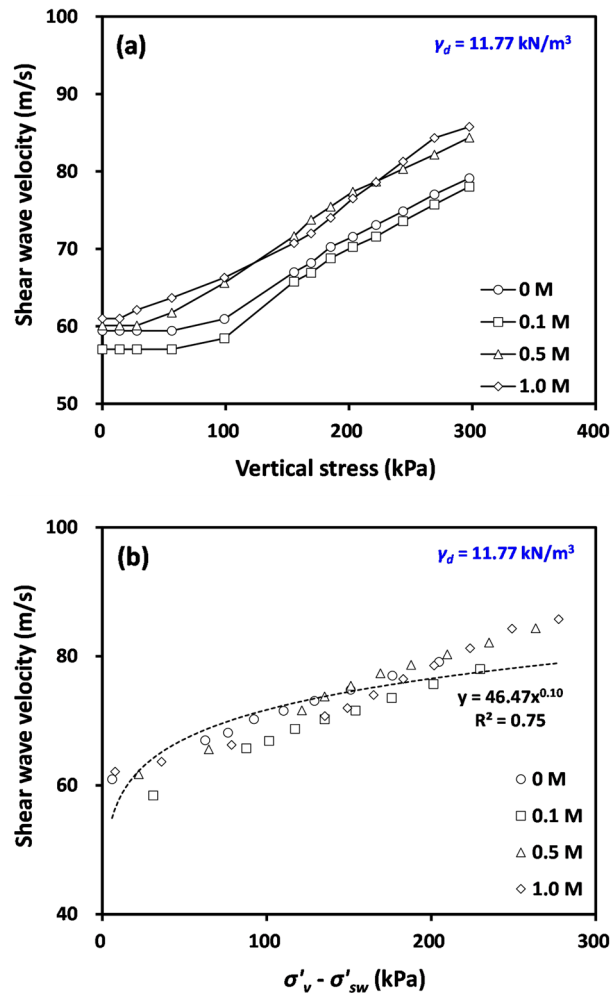 100
(a)
γd = 11.77 kN/m³
90
80
70
60
50
Shear wave velocity (m/s)
0 M
0.1 M
0.5 M
1.0 M
0
100
200
300
400
Vertical stress (kPa)
100
(b)
γd = 11.77 kN/m³
80
60
40
Shear wave velocity (m/s)
y = 46.47x^0.10
R² = 0.75
0 M
0.1 M
0.5 M
1.0 M
0
100
200
300
σ'v - σ'sw (kPa)